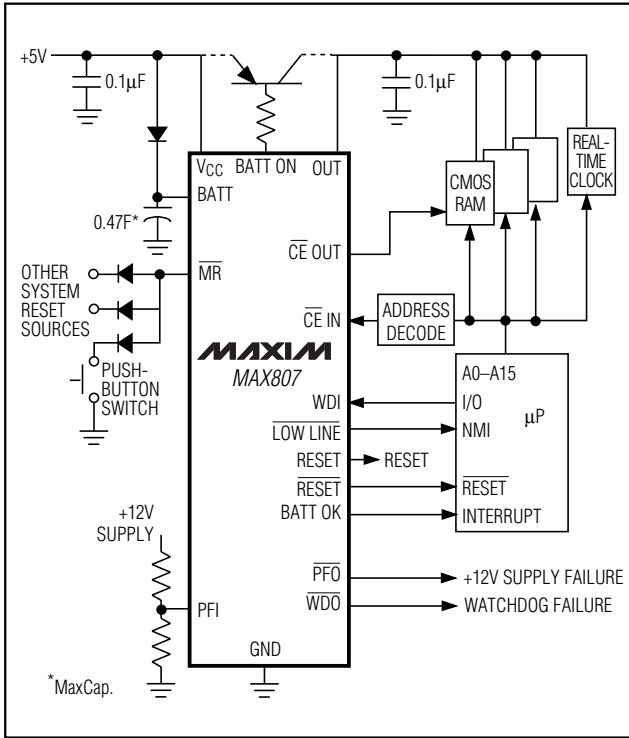 +5V
0.1µF
0.1µF
VCC
BATT ON
OUT
BATT
0.47F*
CMOS
RAM
REAL-
TIME
CLOCK
CE OUT
OTHER
SYSTEM
RESET
SOURCES
MR
CE IN
ADDRESS
DECODE
PUSH-
BUTTON
SWITCH
MAXIM
MAX807
A0–A15
WDI
I/O
µP
LOW LINE
NMI
RESET
RESET
RESET
RESET
BATT OK
INTERRUPT
+12V
SUPPLY
PFO
+12V SUPPLY FAILURE
PFI
WDO
WATCHDOG FAILURE
GND
*MaxCap.